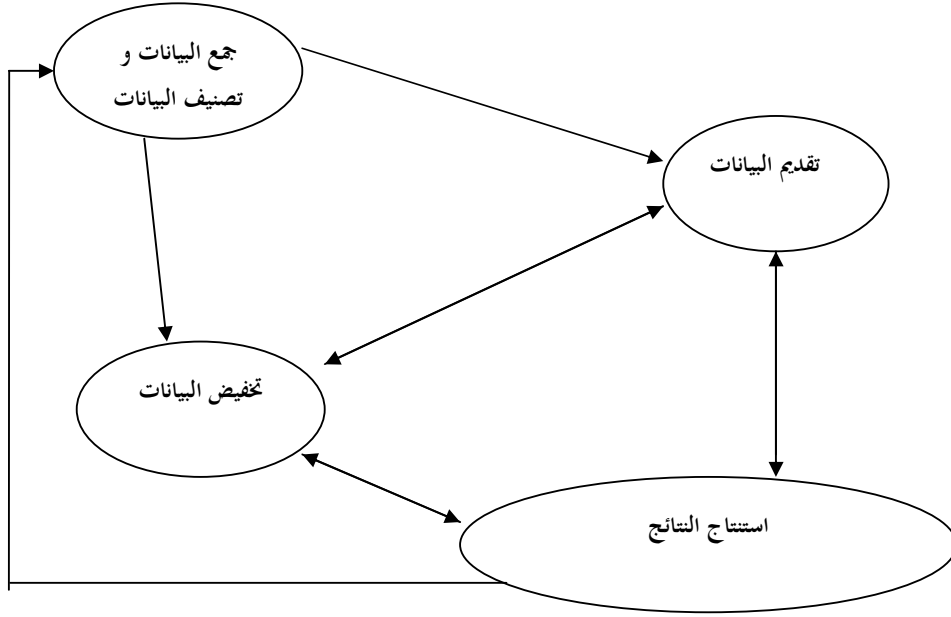 جمع البيانات و
تصنيف البيانات
تقديم البيانات
تخفيض البيانات
استنتاج النتائج